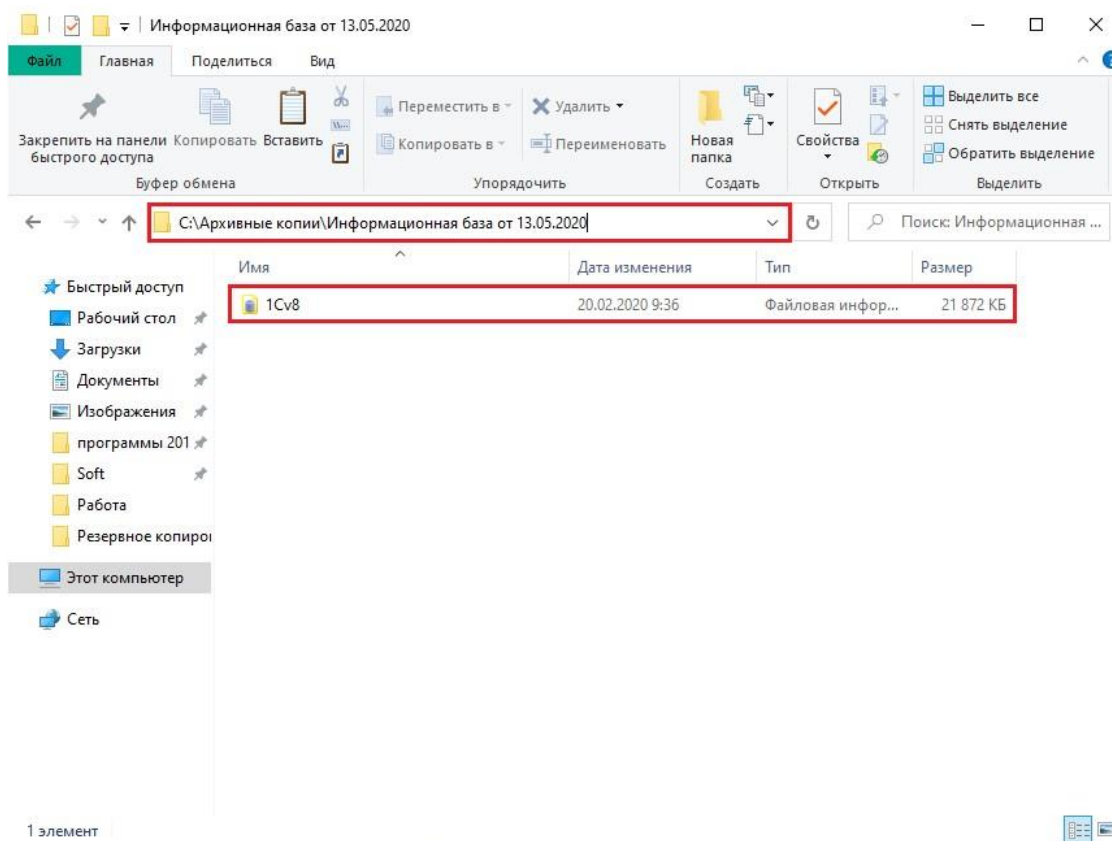 Информационная база от 13.05.2020
Файл Главная Поделиться Вид
Закрепить на панели быстрого доступа
Копировать
Вставить
Переместить в
Копировать в
Удалить
Переименовать
Новая папка
Свойства
Выделить все
Снять выделение
Обратить выделение
Буфер обмена Упорядочить Создать Открыть Выделить
C:\Архивные копии\Информационная база от 13.05.2020
Поиск: Информационная ...
Имя Дата изменения Тип Размер
1Cv8 20.02.2020 9:36 Файловая инфор... 21 872 КБ
Быстрый доступ
Рабочий стол
Загрузки
Документы
Изображения
программы 201
Soft
Работа
Резервное копиро
Этот компьютер
Сеть
1 элемент